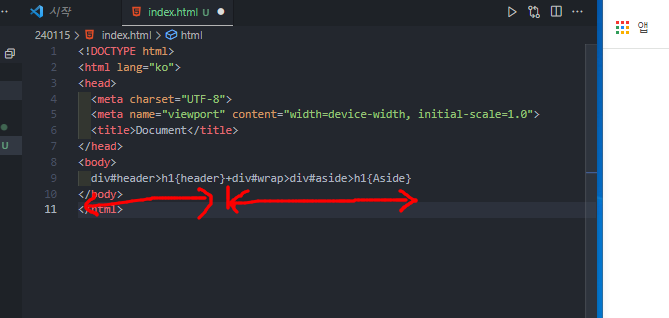 시작 index.html U
앱
240115 > index.html > html
1 <!DOCTYPE html>
2 <html lang="ko">
3 <head>
4 <meta charset="UTF-8">
5 <meta name="viewport" content="width=device-width, initial-scale=1.0">
6 <title>Document</title>
7 </head>
8 <body>
U
9 div#header>h1{header}+div#wrap>div#aside>h1{Aside}
10 </body>
11 </html>